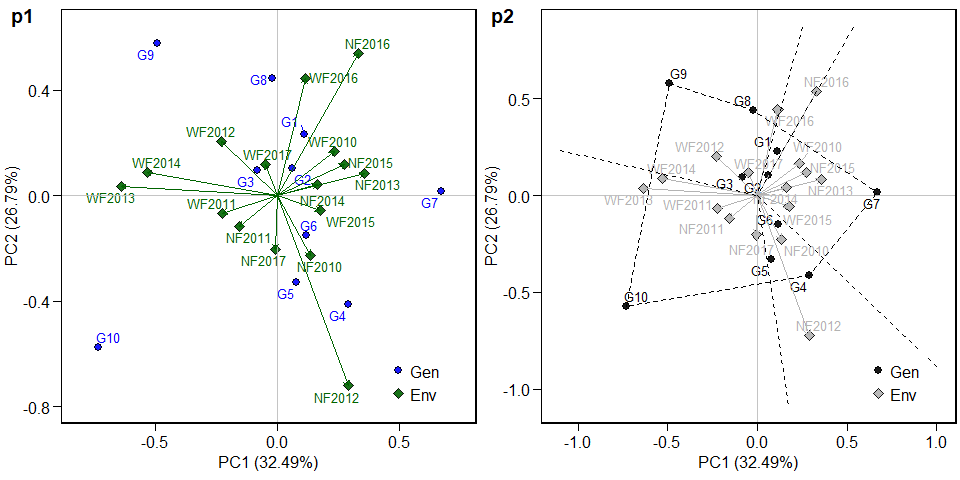 p1
NF2016
G9
G8
WF2016
0.4
G1
WF2012
WF2010
WF2014
WF2017
NF2015
G3
G2
NF2013
WF2013
0.0
NF2014
G7
WF2011
WF2015
NF2011
G6
NF2017
NF2010
G5
-0.4
G4
G10
Gen
NF2012
Env
-0.8
-0.5
0.0
0.5
PC1 (32.49%)
PC2 (26.79%)
p2
G9
NF2016
0.5
G8
WF2016
G1
WF2012
WF2010
WF2017
WF2014
NF2015
G3
G2
NF2013
0.0
WF2013
NF2014
WF2011
G7
G6
WF2015
NF2011
NF2017
NF2010
G5
G4
-0.5
G10
NF2012
Gen
-1.0
Env
-1.0
-0.5
0.0
0.5
1.0
PC1 (32.49%)
PC2 (26.79%)